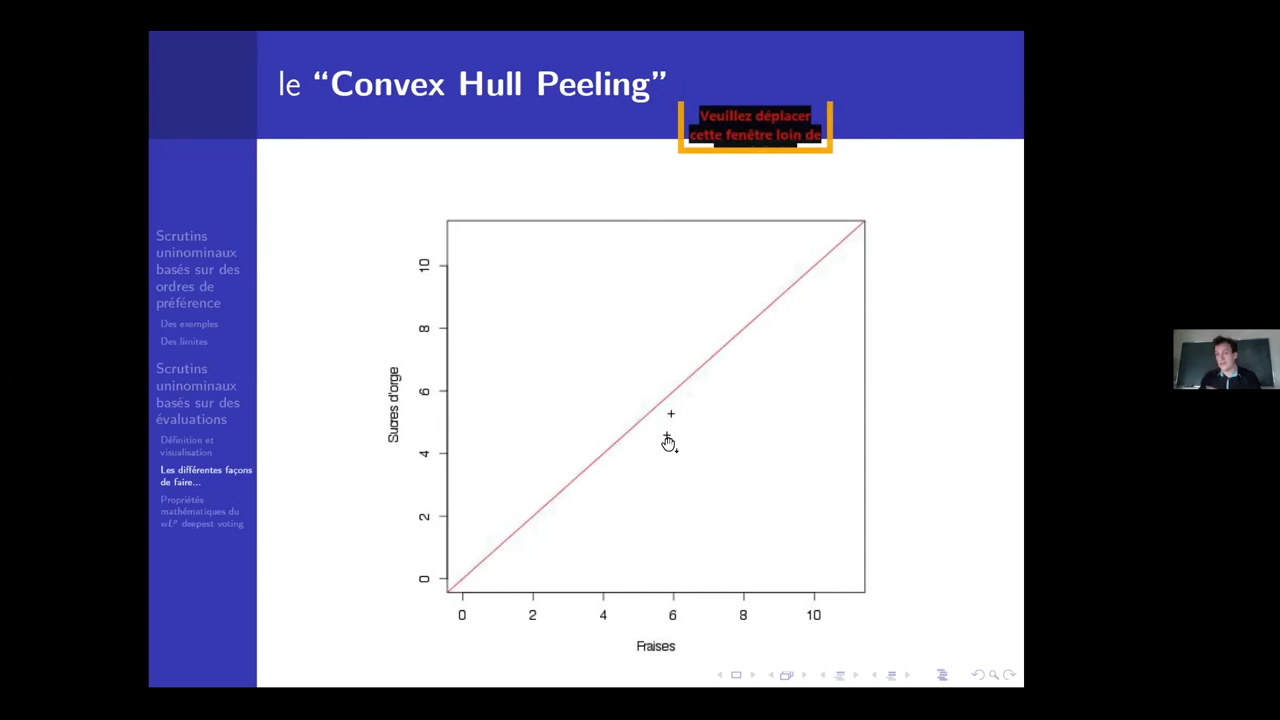 le “Convex Hull Peeling”
Veuillez déplacer
cette fenêtre loin de
Scrutins
uninominaux
basés sur des
ordres de
préférence
Des exemples
Des limites
Scrutins
uninominaux
basés sur des
évaluations
Définition et
visualisation
Les différentes façons
de faire...
Propriétés
mathématiques du
wLᵖ deepest voting
Sucres d'orge
10
8
6
4
2
0
0 2 4 6 8 10
Fraises